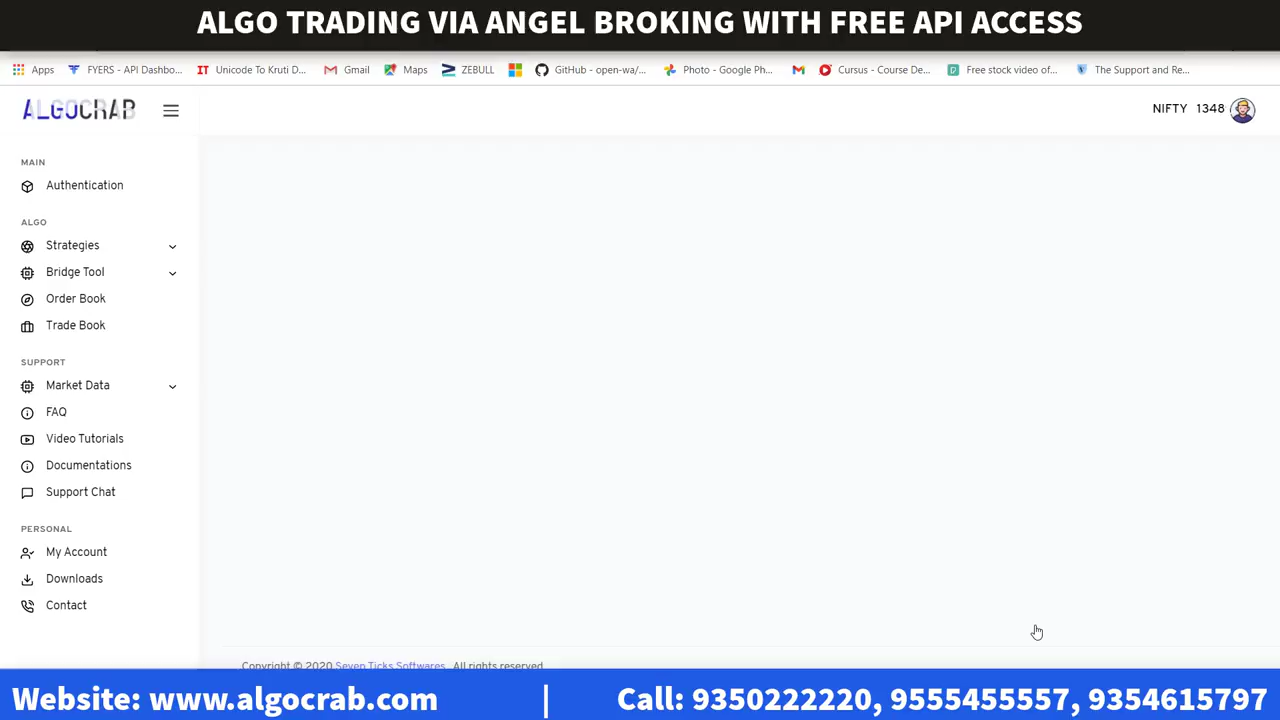 ALGO TRADING VIA ANGEL BROKING WITH FREE API ACCESS
Apps FYERS - API Dashbo... IT Unicode To Kruti D... Gmail Maps ZEBULL GitHub - open-wa/... Photo - Google Ph... Cursus - Course De... Free stock video of... The Support and Re...
ALGOCRAB
NIFTY 1348
MAIN
Authentication
ALGO
Strategies
Bridge Tool
Order Book
Trade Book
SUPPORT
Market Data
FAQ
Video Tutorials
Documentations
Support Chat
PERSONAL
My Account
Downloads
Contact
Copyright © 2020 Seven Ticks Softwares. All rights reserved
Website: www.algocrab.com | Call: 9350222220, 9555455557, 9354615797